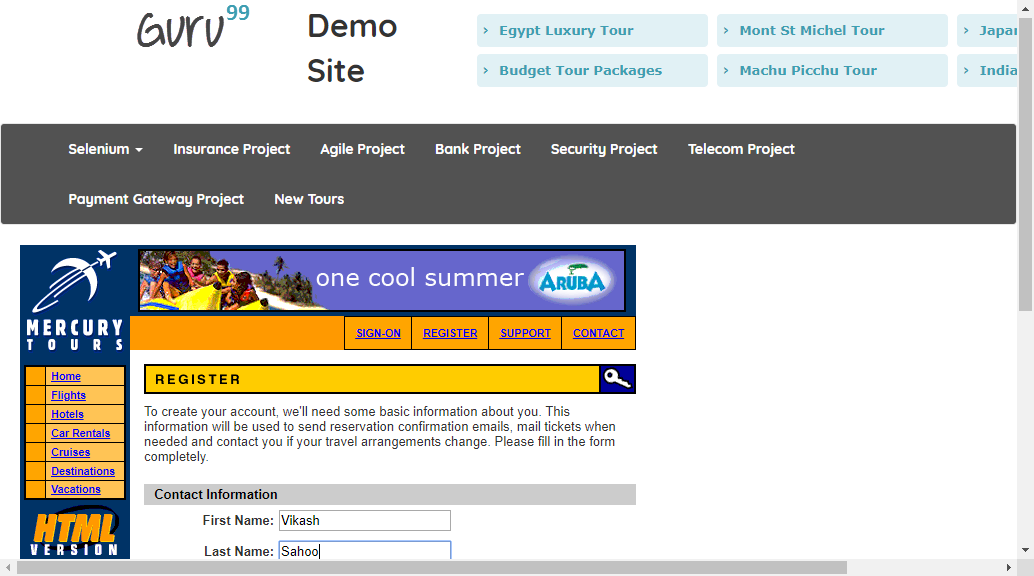 Guru99
Demo Site
› Egypt Luxury Tour
› Mont St Michel Tour
› Japan
› Budget Tour Packages
› Machu Picchu Tour
› India
Selenium
Insurance Project
Agile Project
Bank Project
Security Project
Telecom Project
Payment Gateway Project
New Tours
one cool summer
ARUBA
MERCURY
TOURS
SIGN-ON
REGISTER
SUPPORT
CONTACT
Home
Flights
Hotels
Car Rentals
Cruises
Destinations
Vacations
HTML
VERSION
REGISTER
To create your account, we'll need some basic information about you. This
information will be used to send reservation confirmation emails, mail tickets when
needed and contact you if your travel arrangements change. Please fill in the form
completely.
Contact Information
First Name: Vikash
Last Name: Sahoo